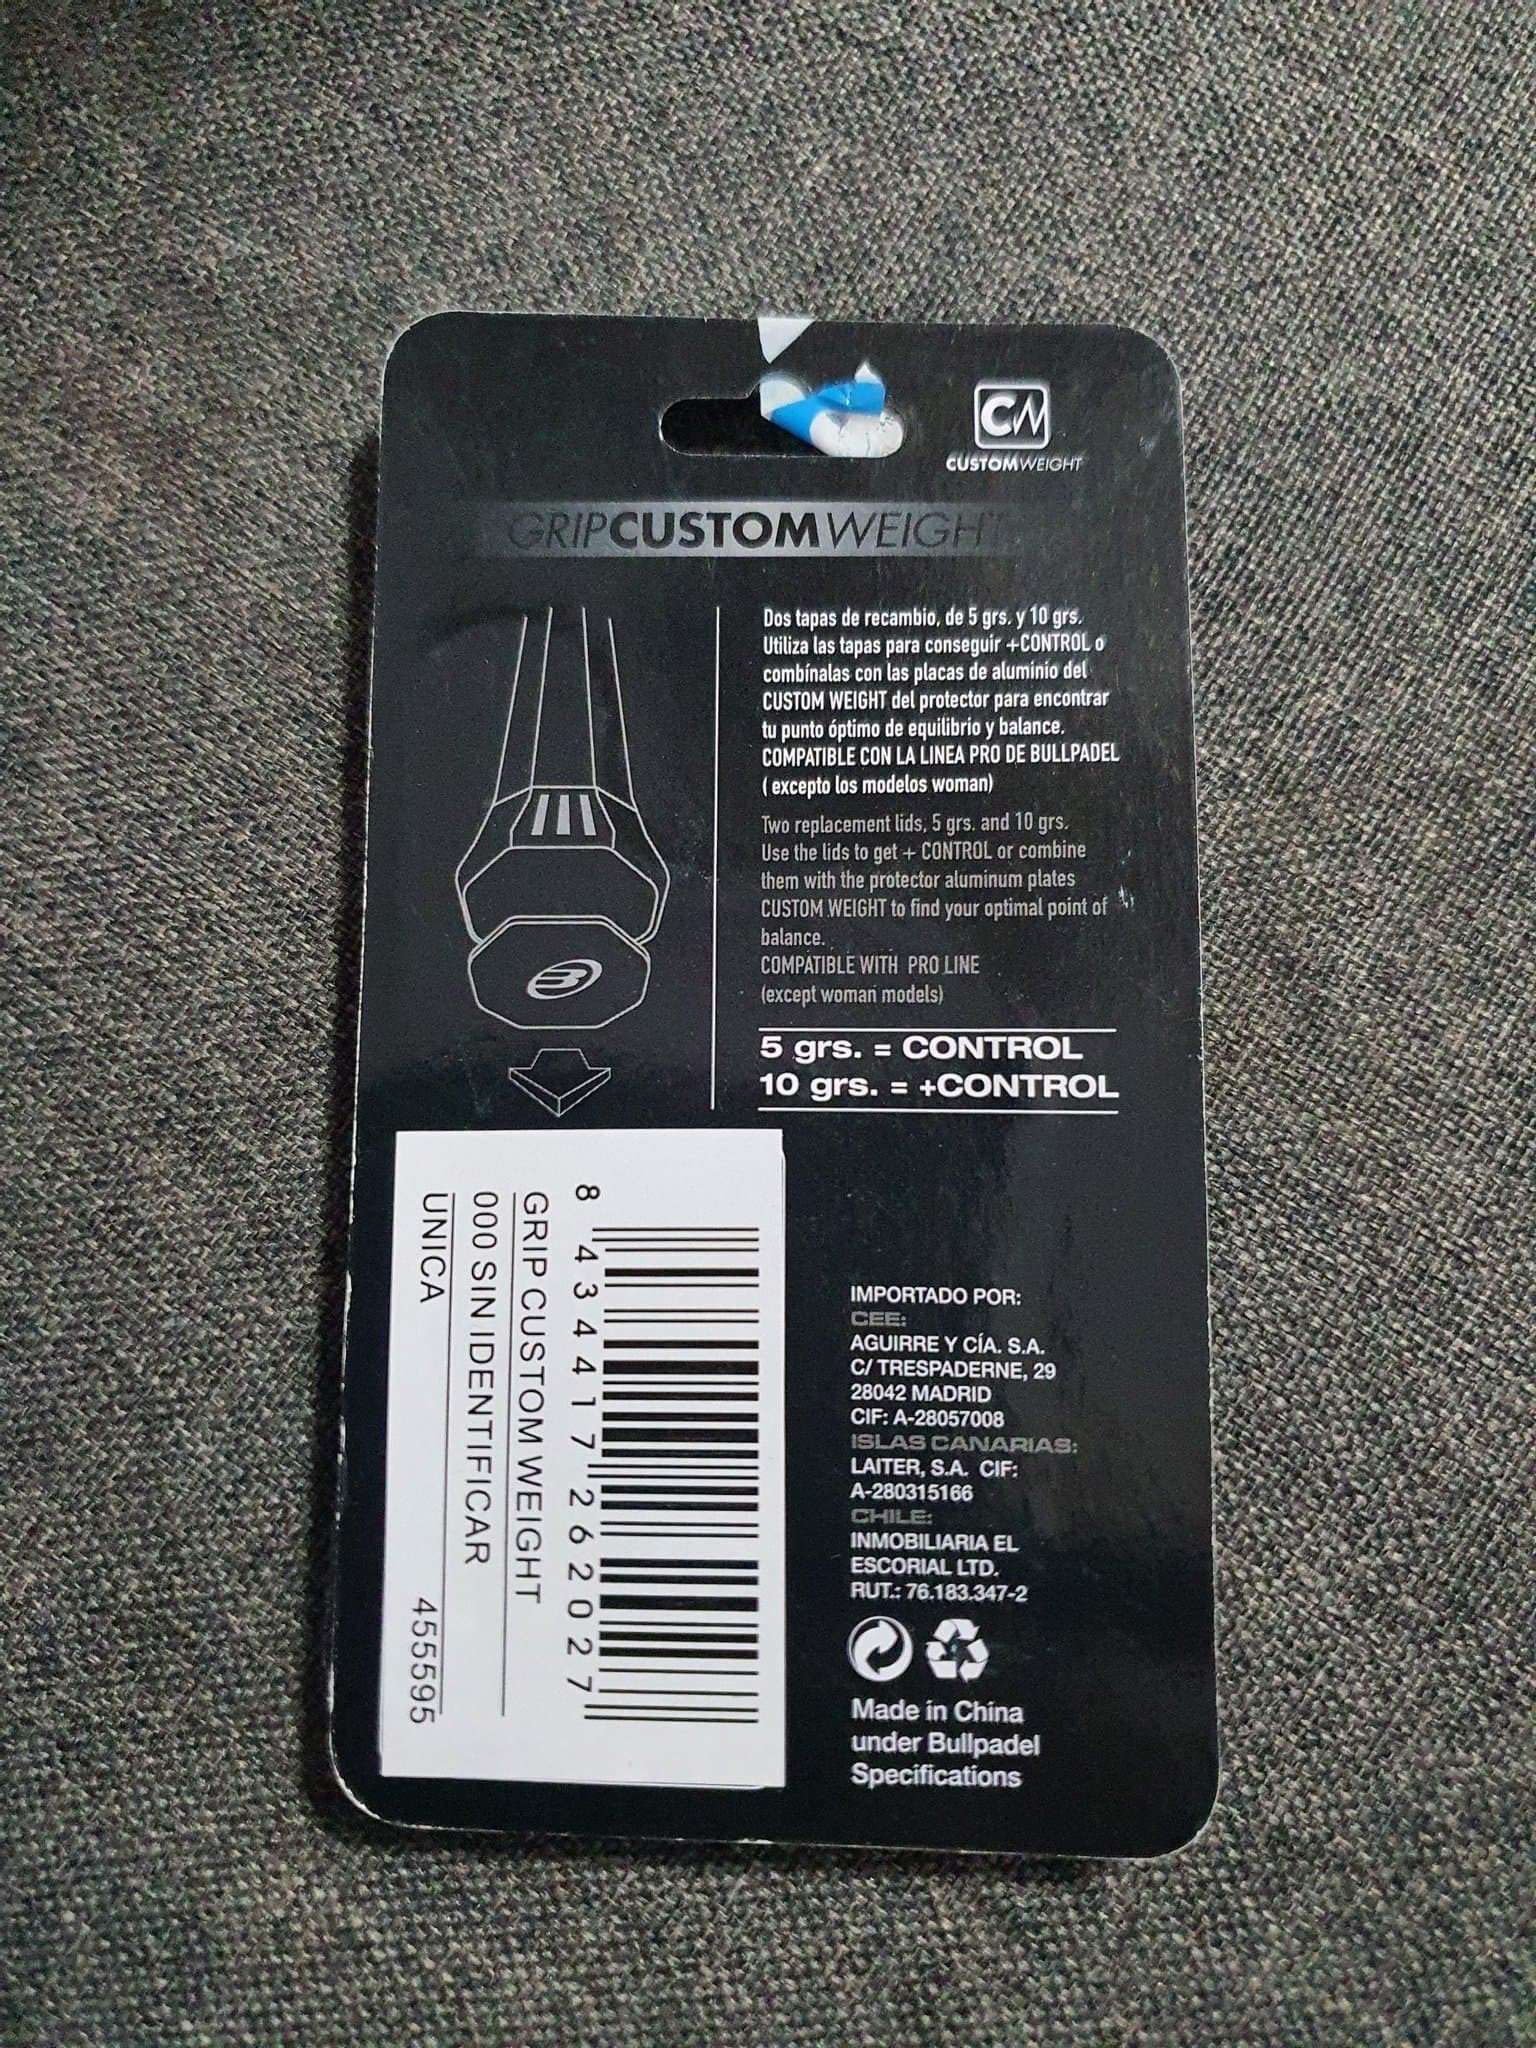 CW
CUSTOMWEIGHT
GRIPCUSTOMWEIGHT
Dos tapas de recambio, de 5 grs. y 10 grs.
Utiliza las tapas para conseguir +CONTROL o
combínalas con las placas de aluminio del
CUSTOM WEIGHT del protector para encontrar
tu punto óptimo de equilibrio y balance.
COMPATIBLE CON LA LINEA PRO DE BULLPADEL
( excepto los modelos woman)
Two replacement lids, 5 grs. and 10 grs.
Use the lids to get + CONTROL or combine
them with the protector aluminum plates
CUSTOM WEIGHT to find your optimal point of
balance.
COMPATIBLE WITH PRO LINE
(except woman models)
5 grs. = CONTROL
10 grs. = +CONTROL
8 434417 262027
GRIP CUSTOM WEIGHT
000 SIN IDENTIFICAR
UNICA 455595
IMPORTADO POR:
CEE:
AGUIRRE Y CÍA. S.A.
C/ TRESPADERNE, 29
28042 MADRID
CIF: A-28057008
ISLAS CANARIAS:
LAITER, S.A. CIF:
A-280315166
CHILE:
INMOBILIARIA EL
ESCORIAL LTD.
RUT.: 76.183.347-2
Made in China
under Bullpadel
Specifications